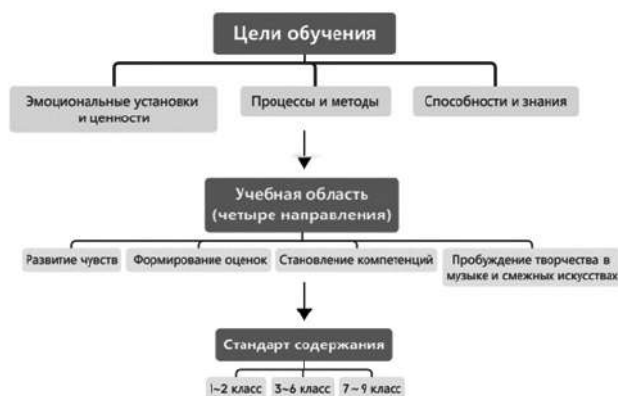 Цели обучения
Эмоциональные установки
и ценности
Процессы и методы
Способности и знания
Учебная область
(четыре направления)
Развитие чувств
Формирование оценок
Становление компетенций
Пробуждение творчества в
музыке и смежных искусствах
Стандарт содержания
1~2 класс
3~6 класс
7~9 класс